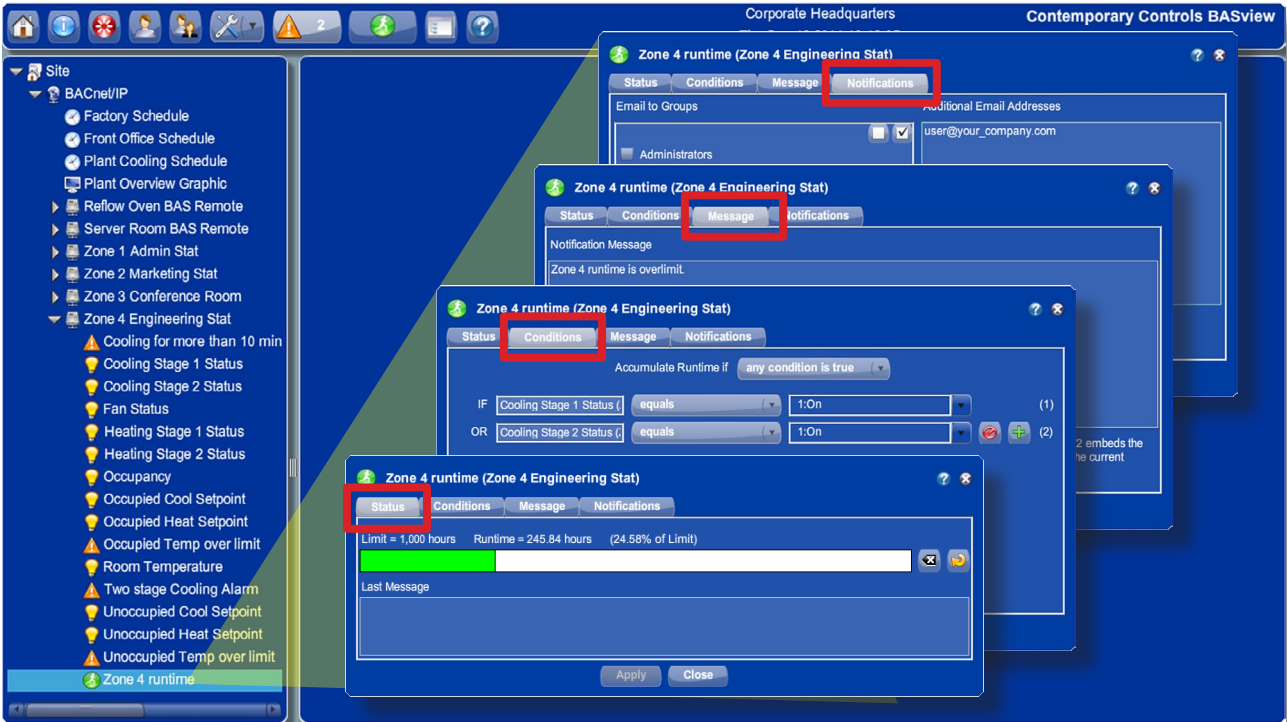 Corporate Headquarters
Contemporary Controls BASview
2
Site
BACnet/IP
Factory Schedule
Front Office Schedule
Plant Cooling Schedule
Plant Overview Graphic
Reflow Oven BAS Remote
Server Room BAS Remote
Zone 1 Admin Stat
Zone 2 Marketing Stat
Zone 3 Conference Room
Zone 4 Engineering Stat
Cooling for more than 10 min
Cooling Stage 1 Status
Cooling Stage 2 Status
Fan Status
Heating Stage 1 Status
Heating Stage 2 Status
Occupancy
Occupied Cool Setpoint
Occupied Heat Setpoint
Occupied Temp over limit
Room Temperature
Two stage Cooling Alarm
Unoccupied Cool Setpoint
Unoccupied Heat Setpoint
Unoccupied Temp over limit
Zone 4 runtime
Zone 4 runtime (Zone 4 Engineering Stat)
Status Conditions Message Notifications
Email to Groups Additional Email Addresses
user@your_company.com
Administrators
Zone 4 runtime (Zone 4 Engineering Stat)
Status Conditions Message Notifications
Notification Message
Zone 4 runtime is overlimit.
2 embeds the
he current
Zone 4 runtime (Zone 4 Engineering Stat)
Status Conditions Message Notifications
Accumulate Runtime if any condition is true
IF Cooling Stage 1 Status ( equals 1:On (1)
OR Cooling Stage 2 Status ( equals 1:On (2)
Zone 4 runtime (Zone 4 Engineering Stat)
Status Conditions Message Notifications
Limit = 1,000 hours Runtime = 245.84 hours (24.58% of Limit)
Last Message
Apply Close